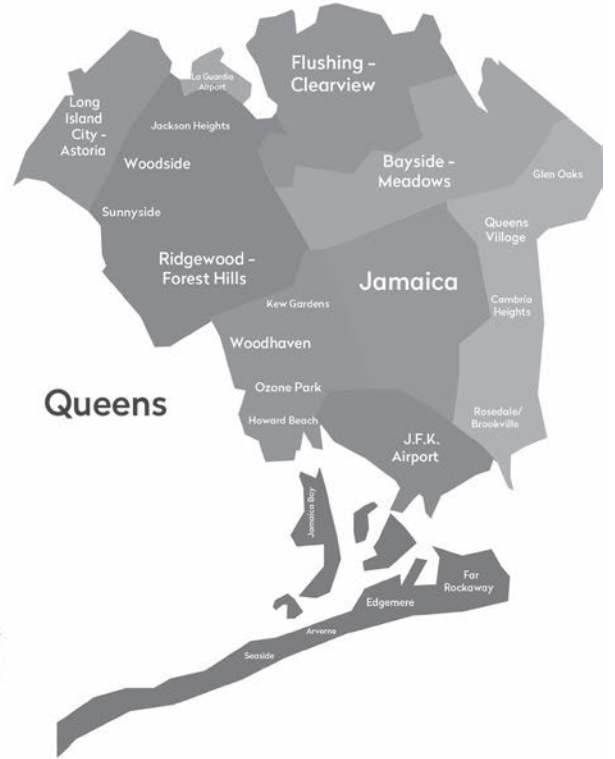 Flushing -
Clearview
La Guardia
Airport
Long
Island
City -
Astoria
Jackson Heights
Woodside
Bayside -
Meadows
Glen Oaks
Sunnyside
Queens
Village
Ridgewood -
Forest Hills
Jamaica
Kew Gardens
Cambria
Heights
Woodhaven
Ozone Park
Queens
Howard Beach
Rosedale/
Brookville
J.F.K.
Airport
Jamaica Bay
Far
Rockaway
Edgemere
Arverne
Seaside